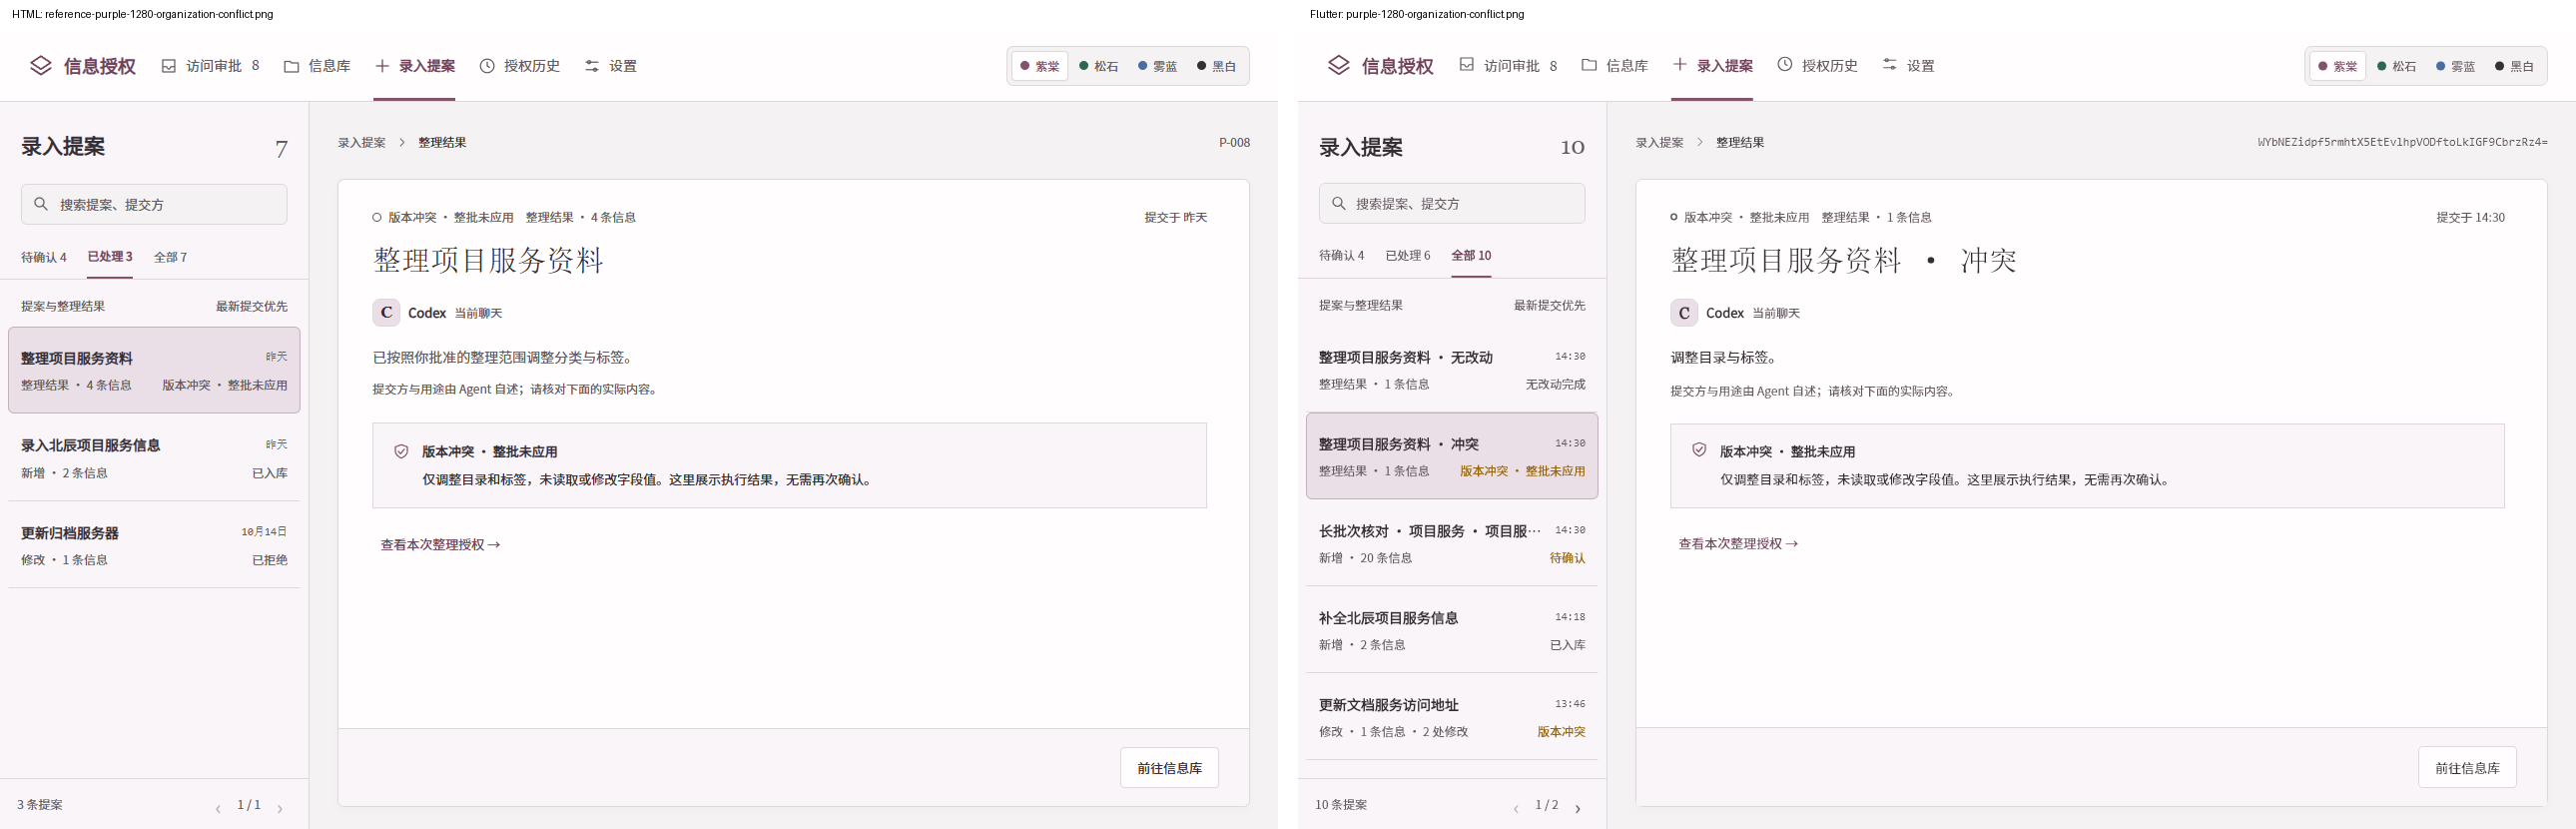 HTML: reference-purple-1280-organization-conflict.png
信息授权 访问审批 8 信息库 录入提案 授权历史 设置 紫棠 松石 雾蓝 黑白
录入提案 7
搜索提案、提交方
待确认 4 已处理 3 全部 7
提案与整理结果 最新提交优先
整理项目服务资料 昨天
整理结果 · 4 条信息 版本冲突 · 整批未应用
录入北辰项目服务信息 昨天
新增 · 2 条信息 已入库
更新归档服务器 10月14日
修改 · 1 条信息 已拒绝
3 条提案 ‹ 1 / 1 ›
录入提案 > 整理结果 P-008
版本冲突 · 整批未应用 整理结果 · 4 条信息 提交于 昨天
整理项目服务资料
C Codex 当前聊天
已按照你批准的整理范围调整分类与标签。
提交方与用途由 Agent 自述；请核对下面的实际内容。
版本冲突 · 整批未应用
仅调整目录和标签，未读取或修改字段值。这里展示执行结果，无需再次确认。
查看本次整理授权 →
前往信息库
Flutter: purple-1280-organization-conflict.png
信息授权 访问审批 8 信息库 录入提案 授权历史 设置 紫棠 松石 雾蓝 黑白
录入提案 10
搜索提案、提交方
待确认 4 已处理 6 全部 10
提案与整理结果 最新提交优先
整理项目服务资料 · 无改动 14:30
整理结果 · 1 条信息 无改动完成
整理项目服务资料 · 冲突 14:30
整理结果 · 1 条信息 版本冲突 · 整批未应用
长批次核对 · 项目服务 · 项目服… 14:30
新增 · 20 条信息 待确认
补全北辰项目服务信息 14:18
新增 · 2 条信息 已入库
更新文档服务访问地址 13:46
修改 · 1 条信息 · 2 处修改 版本冲突
10 条提案 ‹ 1 / 2 ›
录入提案 > 整理结果 WYbNEZidpf5rmhtX5EtEvlhpVODftoLkIGF9CbrzRz4=
版本冲突 · 整批未应用 整理结果 · 1 条信息 提交于 14:30
整理项目服务资料 · 冲突
C Codex 当前聊天
调整目录与标签。
提交方与用途由 Agent 自述；请核对下面的实际内容。
版本冲突 · 整批未应用
仅调整目录和标签，未读取或修改字段值。这里展示执行结果，无需再次确认。
查看本次整理授权 →
前往信息库